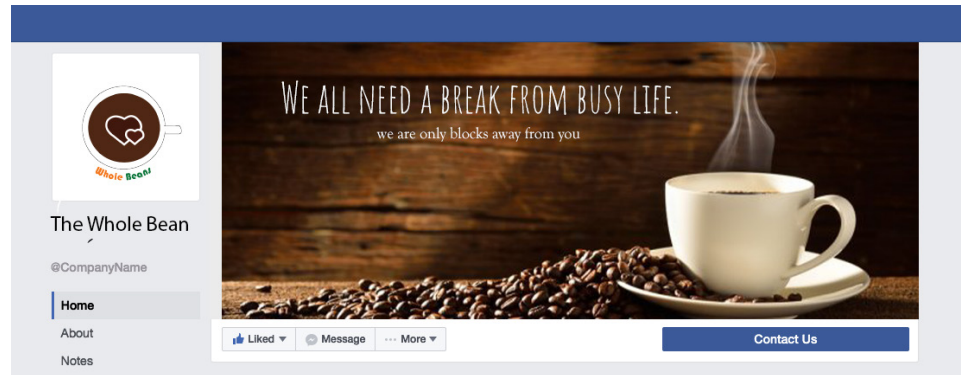 We all need a break from busy life.
we are only blocks away from you
Whole Beans
The Whole Bean
@CompanyName
Home
About
Notes
Liked
Message
··· More
Contact Us